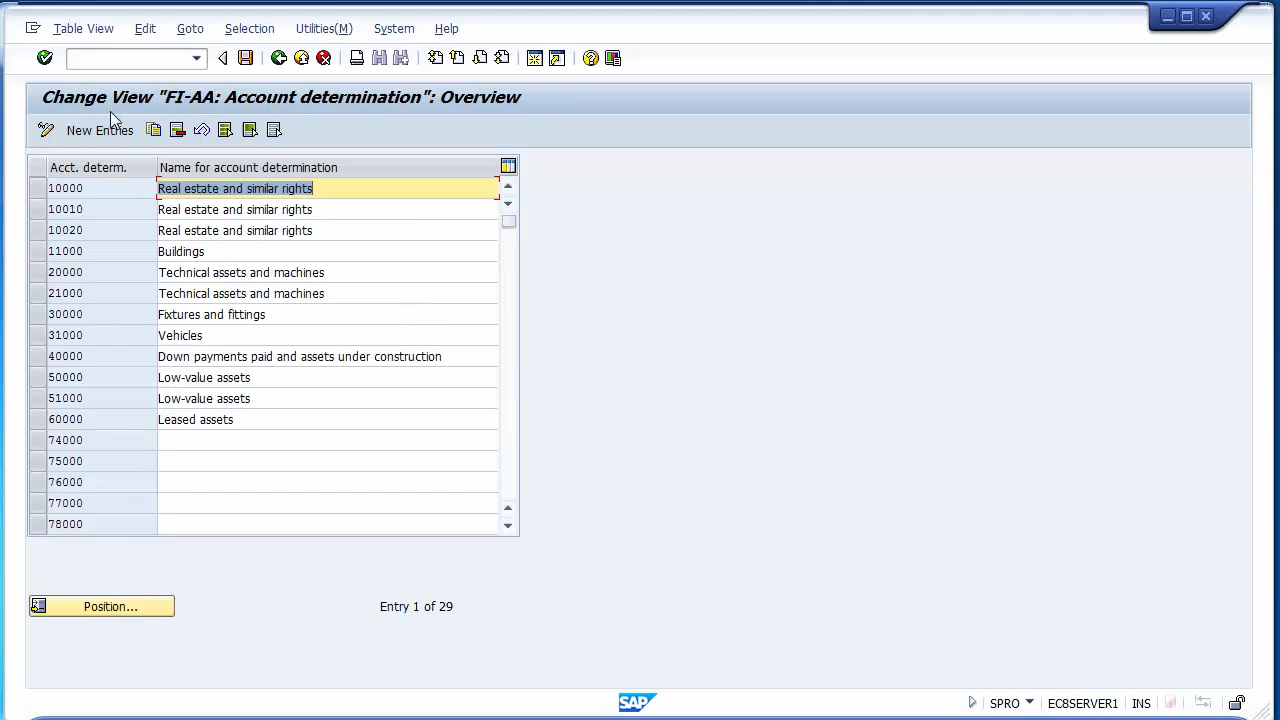 Table View Edit Goto Selection Utilities(M) System Help
Change View "FI-AA: Account determination": Overview
New Entries
Acct. determ. Name for account determination
10000 Real estate and similar rights
10010 Real estate and similar rights
10020 Real estate and similar rights
11000 Buildings
20000 Technical assets and machines
21000 Technical assets and machines
30000 Fixtures and fittings
31000 Vehicles
40000 Down payments paid and assets under construction
50000 Low-value assets
51000 Low-value assets
60000 Leased assets
74000
75000
76000
77000
78000
Position... Entry 1 of 29
SAP SPRO EC8SERVER1 INS